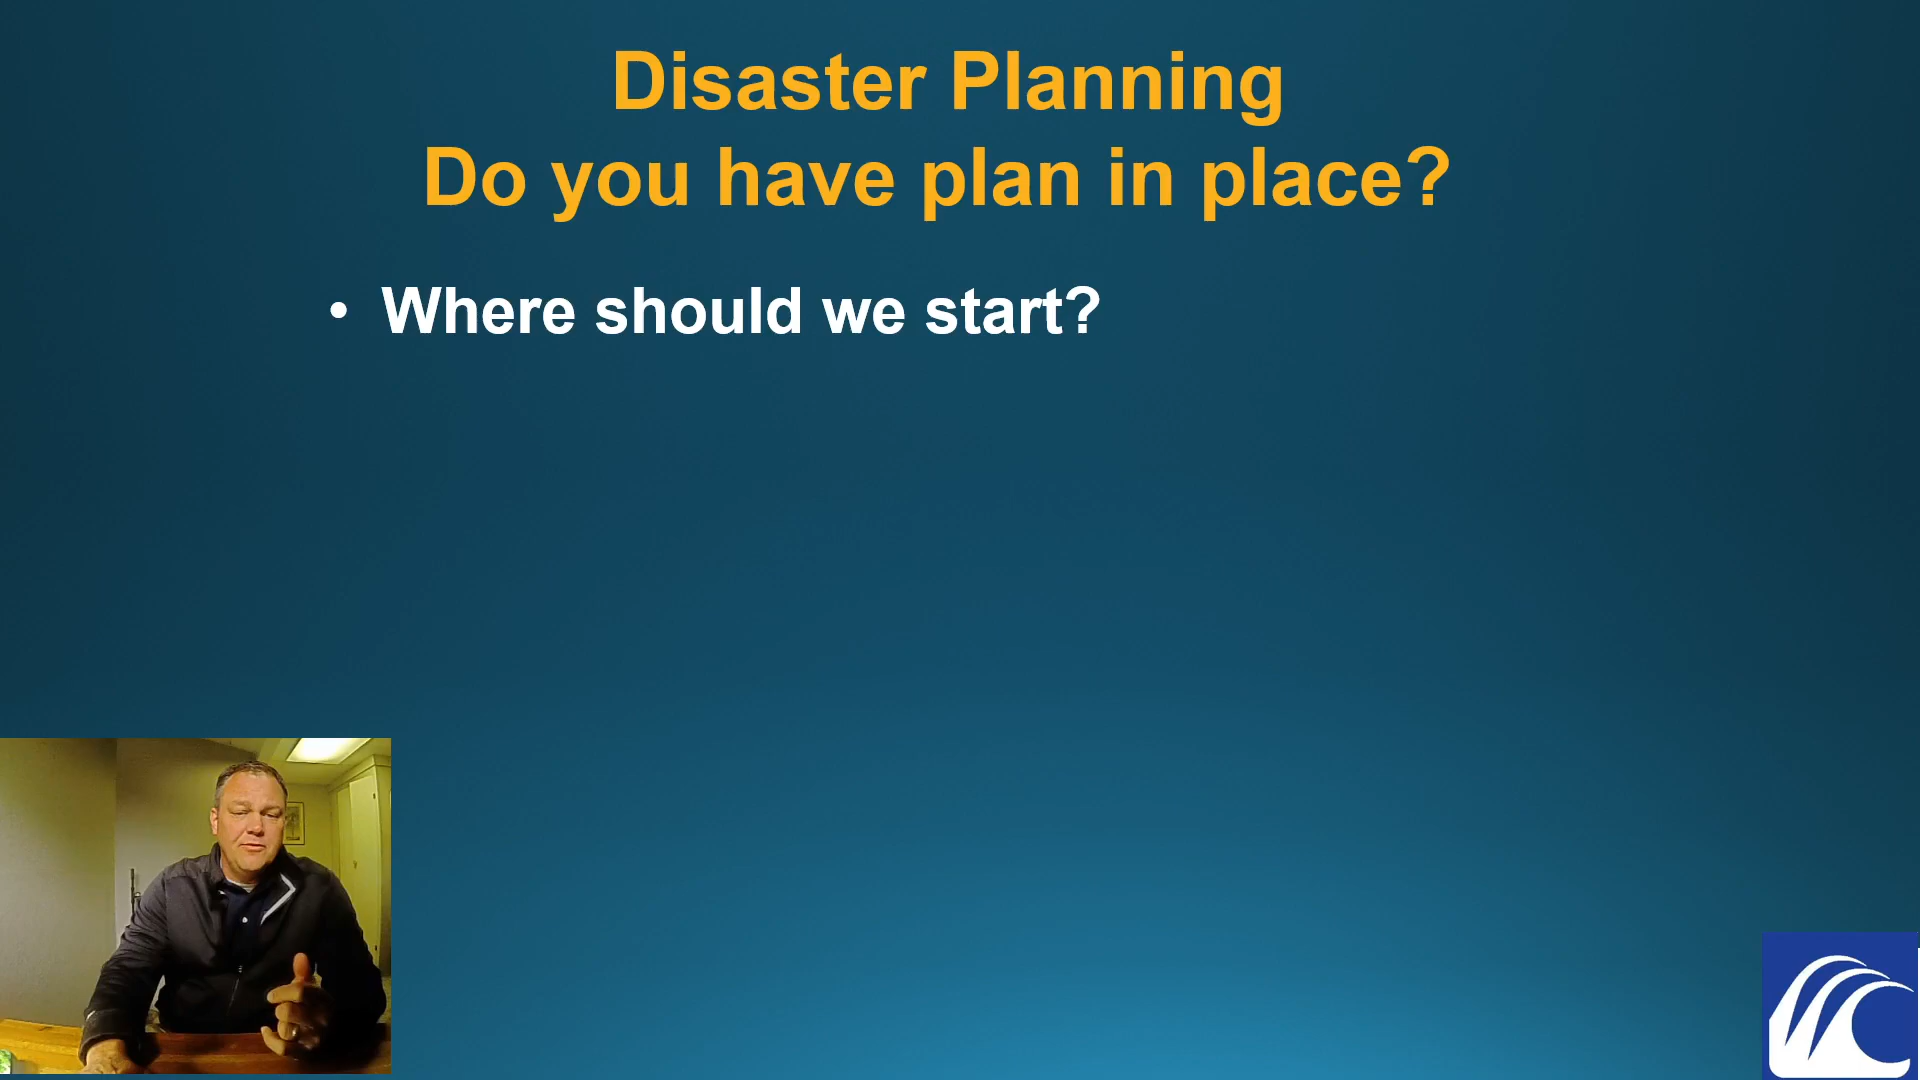 Disaster Planning
Do you have plan in place?
• Where should we start?